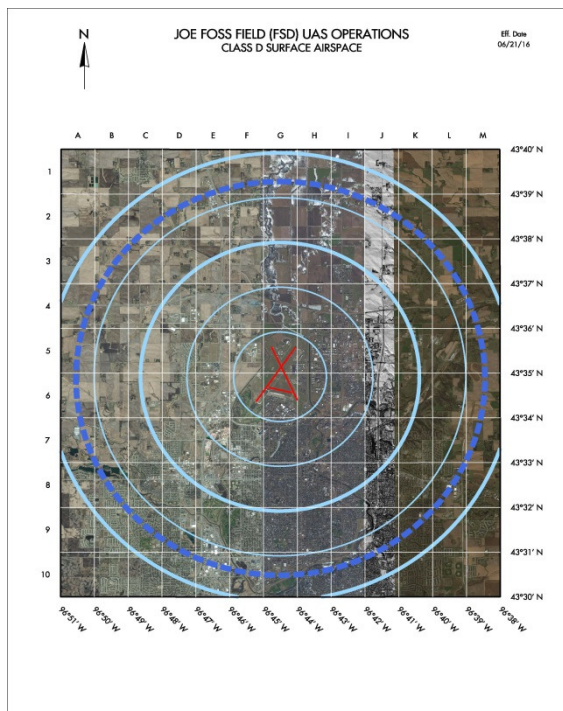 N
JOE FOSS FIELD (FSD) UAS OPERATIONS
CLASS D SURFACE AIRSPACE
Eff. Date
06/21/16
A B C D E F G H I J K L M
1
2
3
4
5
6
7
8
9
10
43°40' N
43°39' N
43°38' N
43°37' N
43°36' N
43°35' N
43°34' N
43°33' N
43°32' N
43°31' N
43°30' N
96°51' W
96°50' W
96°49' W
96°48' W
96°47' W
96°46' W
96°45' W
96°44' W
96°43' W
96°42' W
96°41' W
96°40' W
96°39' W
96°38' W